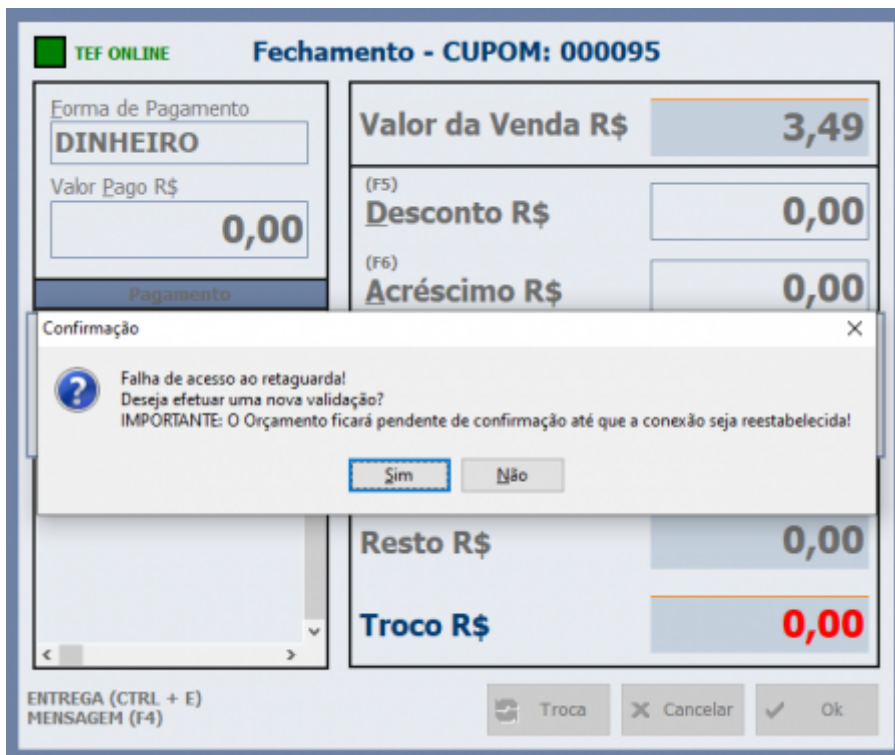 TEF ONLINE
Fechamento - CUPOM: 000095
Forma de Pagamento
DINHEIRO
Valor Pago R$
0,00
Pagamento
Valor da Venda R$
3,49
(F5)
Desconto R$
0,00
(F6)
Acréscimo R$
0,00
Confirmação
Falha de acesso ao retaguarda!
Deseja efetuar uma nova validação?
IMPORTANTE: O Orçamento ficará pendente de confirmação até que a conexão seja reestabelecida!
Sim
Não
Resto R$
0,00
Troco R$
0,00
ENTREGA (CTRL + E)
MENSAGEM (F4)
Troca
Cancelar
Ok